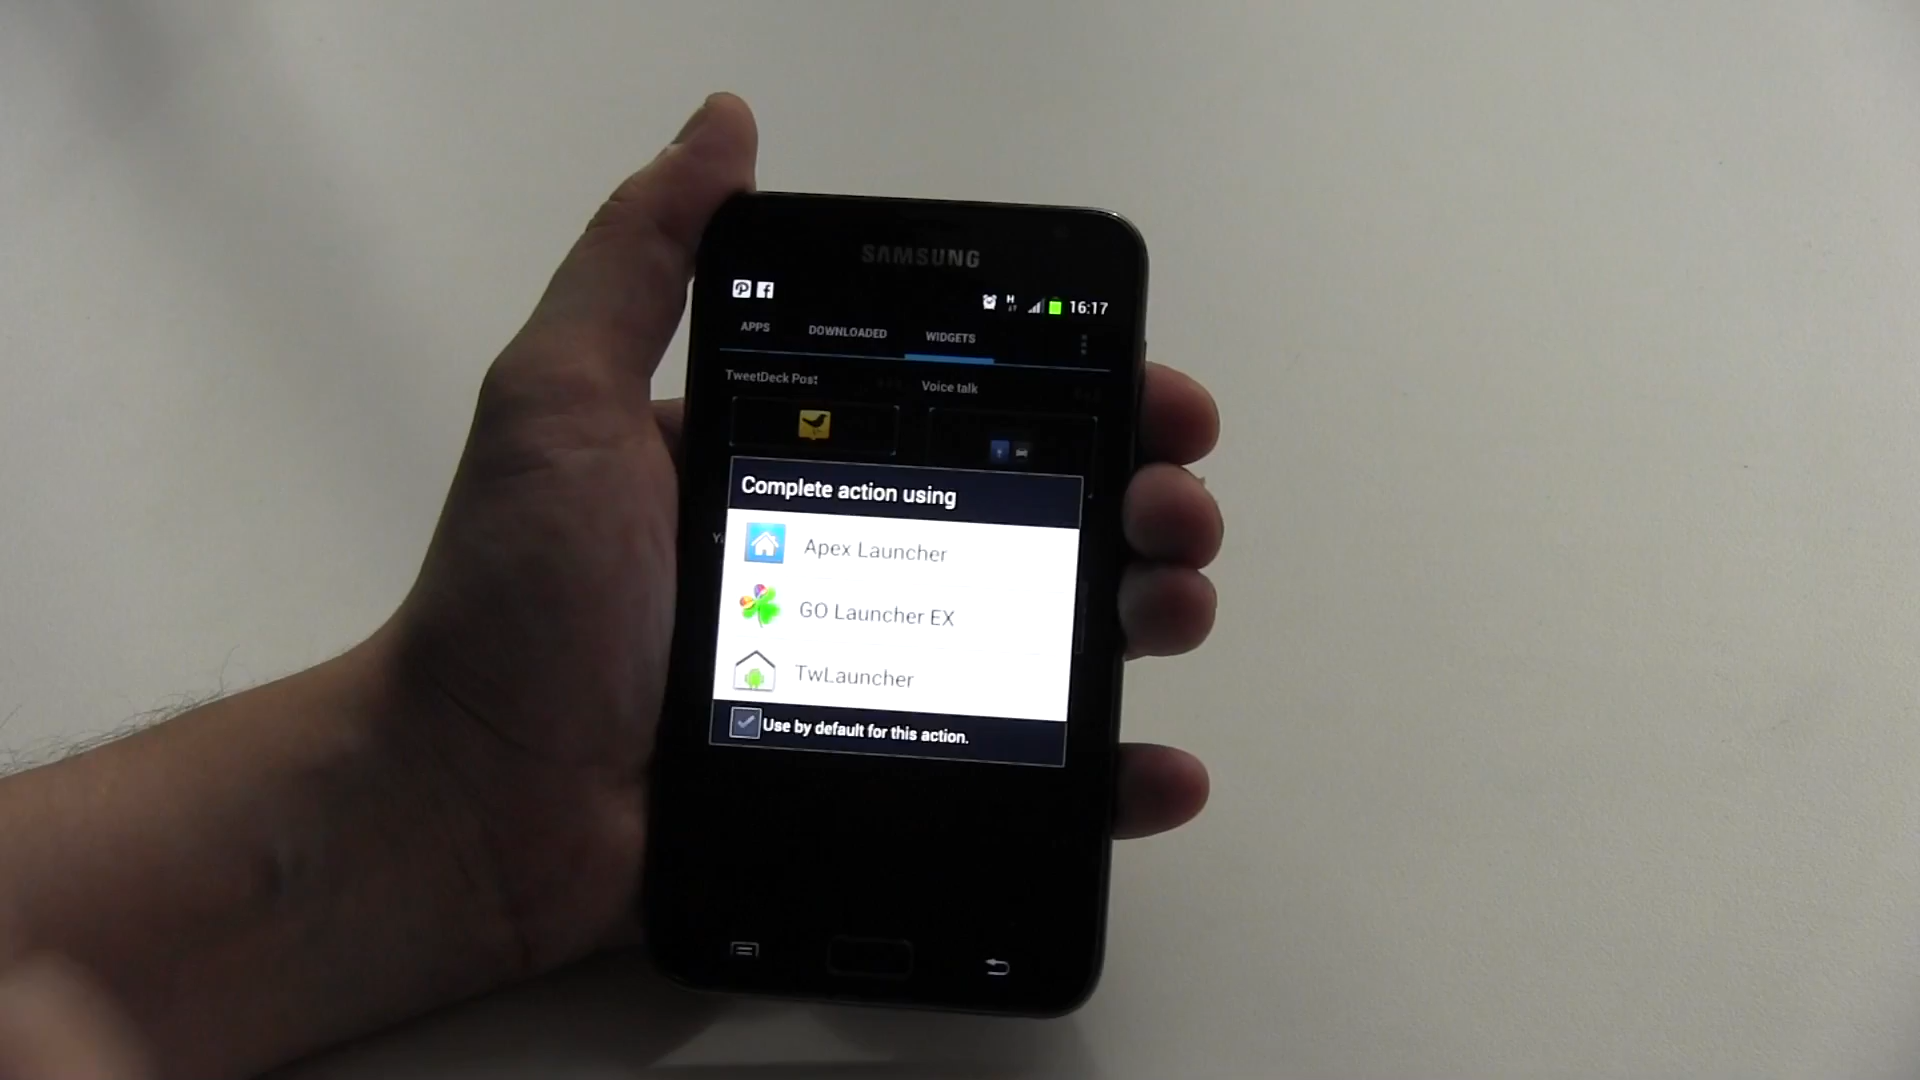 SAMSUNG
16:17
APPS DOWNLOADED WIDGETS
TweetDeck Post Voice talk
Complete action using
Apex Launcher
GO Launcher EX
TwLauncher
Use by default for this action.